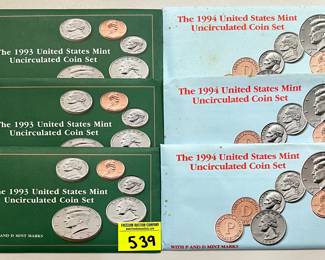 The 1993 United States Mint
Uncirculated Coin Set
The 1993 United States Mint
Uncirculated Coin Set
The 1993 United States Mint
Uncirculated Coin Set
P AND D MINT MARKS
539
The 1994 United States Mint
Uncirculated Coin Set
The 1994 United States Mint
Uncirculated Coin Set
The 1994 United States Mint
Uncirculated Coin Set
P
D
WITH P AND D MINT MARKS